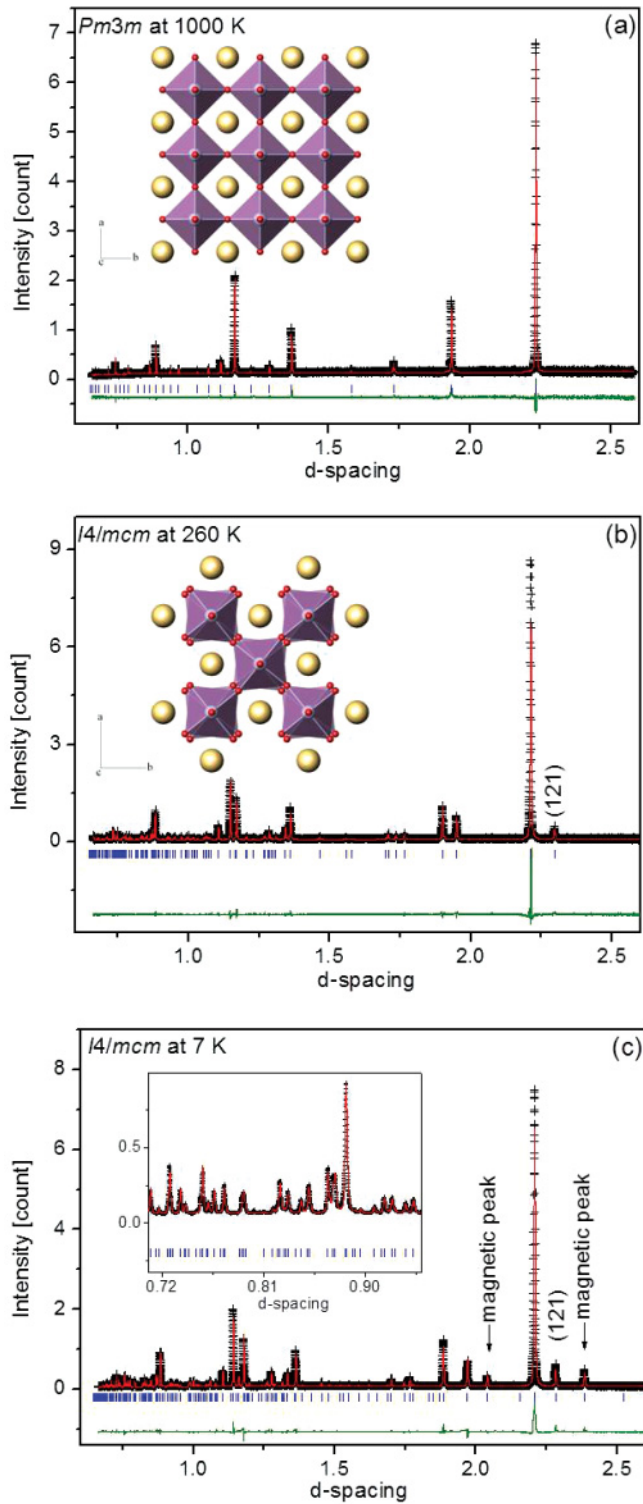 Pm3m at 1000 K
(a)
7
6
5
4
3
2
1
0
Intensity [count]
a
c
b
1.0
1.5
2.0
2.5
d-spacing
I4/mcm at 260 K
(b)
9
6
3
0
Intensity [count]
a
c
b
(121)
1.0
1.5
2.0
2.5
d-spacing
I4/mcm at 7 K
(c)
8
6
4
2
0
Intensity [count]
0.5
0.0
0.72
0.81
0.90
d-spacing
magnetic peak
(121)
magnetic peak
1.0
1.5
2.0
2.5
d-spacing